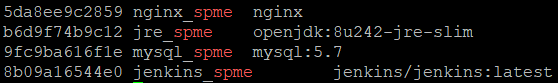 5da8ee9c2859 nginx_spme nginx
b6d9f74b9c12 jre_spme openjdk:8u242-jre-slim
9fc9ba616f1e mysql_spme mysql:5.7
8b09a16544e0 jenkins_spme jenkins/jenkins:latest